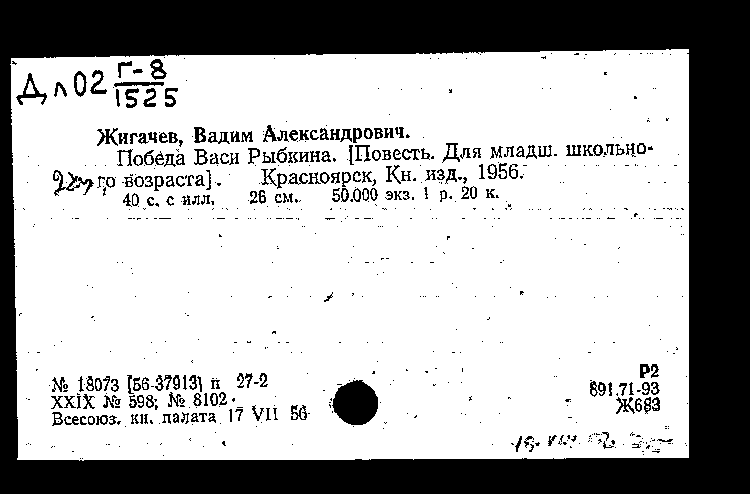 Дл02 Г-8
1525
Жигачев, Вадим Александрович.
Победа Васи Рыбкина. [Повесть. Для младш. школьно-
го возраста]. Красноярск, Кн. изд., 1956.
40 с. с илл. 26 см. 50.000 экз. 1 р. 20 к.
№ 18073 [56-37913] п 27-2
XXIX № 598; № 8102
Всесоюз. кн. палата 17 VII 56
Р2
891.71-93
Ж683